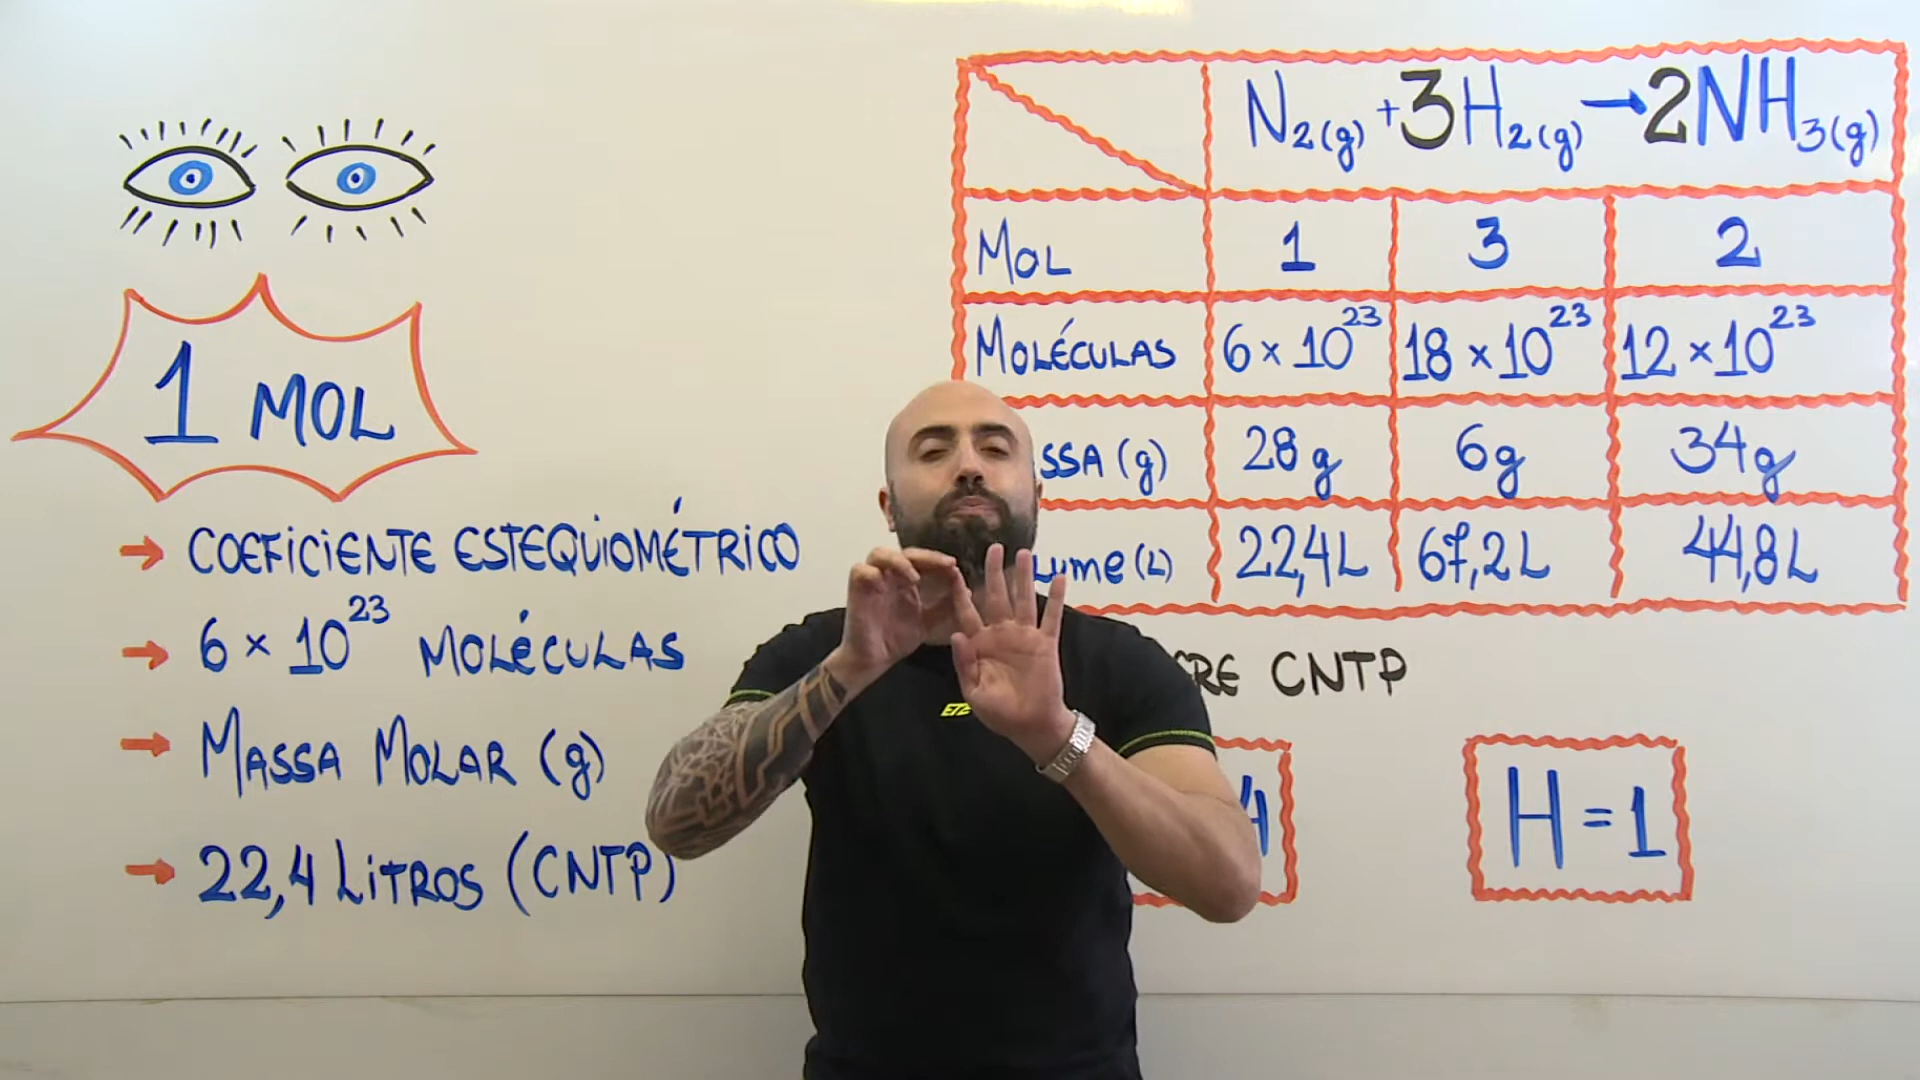 1 MOL
→ COEFICIENTE ESTEQUIOMÉTRICO
→ 6 × 10²³ MOLÉCULAS
→ MASSA MOLAR (g)
→ 22,4 LITROS (CNTP)
N₂(g) + 3H₂(g) → 2NH₃(g)
MOL 1 3 2
MOLÉCULAS 6 × 10²³ 18 × 10²³ 12 × 10²³
(g) 28g 6g 34g
(L) 22,4L 67,2L 44,8L
CNTP
H = 1